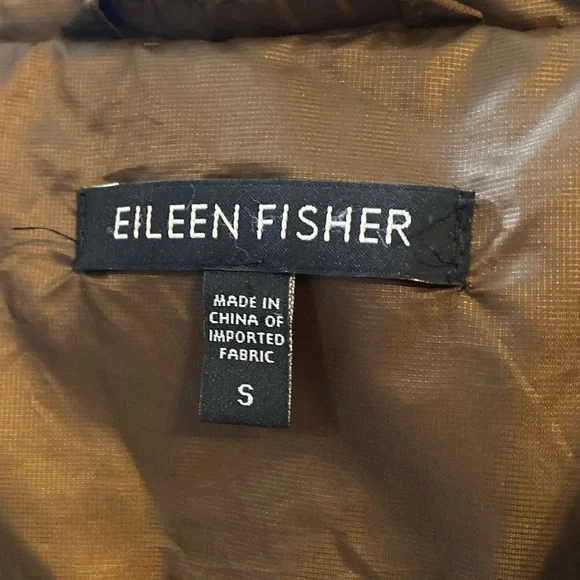 EILEEN FISHER
MADE IN
CHINA OF
IMPORTED
FABRIC
S